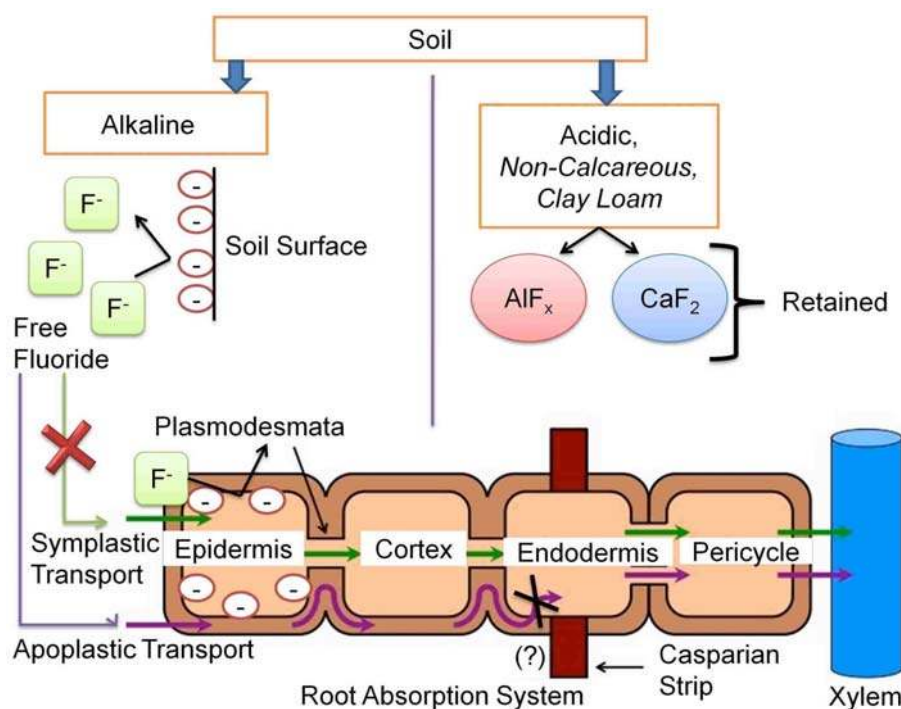 Soil
Alkaline
Acidic,
Non-Calcareous,
Clay Loam
F-
-
-
F-
-
F-
-
Soil Surface
AlFx
CaF2
Retained
Free
Fluoride
Plasmodesmata
F-
-
-
Symplastic
Transport
Epidermis
Cortex
Endodermis
Pericycle
-
-
-
Apoplastic Transport
(?)
Casparian
Strip
Root Absorption System
Xylem